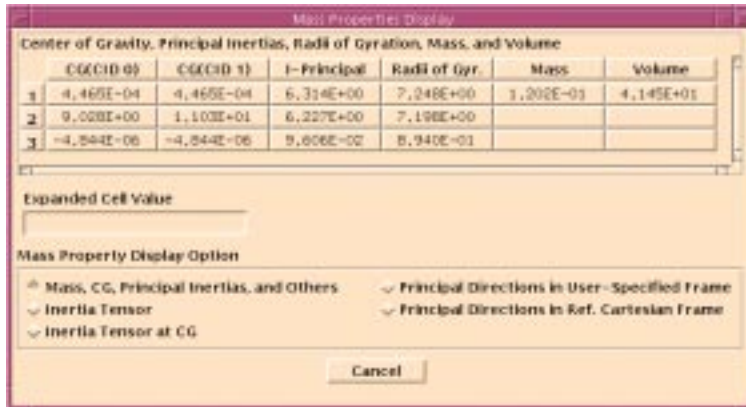 Mass Properties Display
Center of Gravity, Principal Inertias, Radii of Gyration, Mass, and Volume
CG(CID 0) CG(CID 1) I-Principal Radii of Gyr. Mass Volume
1 4.465E-04 4.465E-04 6.314E+00 7.248E+00 1.202E-01 4.145E+01
2 9.028E+00 1.103E+01 6.227E+00 7.198E+00
3 -4.844E-06 -4.844E-06 9.606E-02 8.940E-01
Expanded Cell Value
Mass Property Display Option
Mass, CG, Principal Inertias, and Others Principal Directions in User-Specified Frame
Inertia Tensor Principal Directions in Ref. Cartesian Frame
Inertia Tensor at CG
Cancel